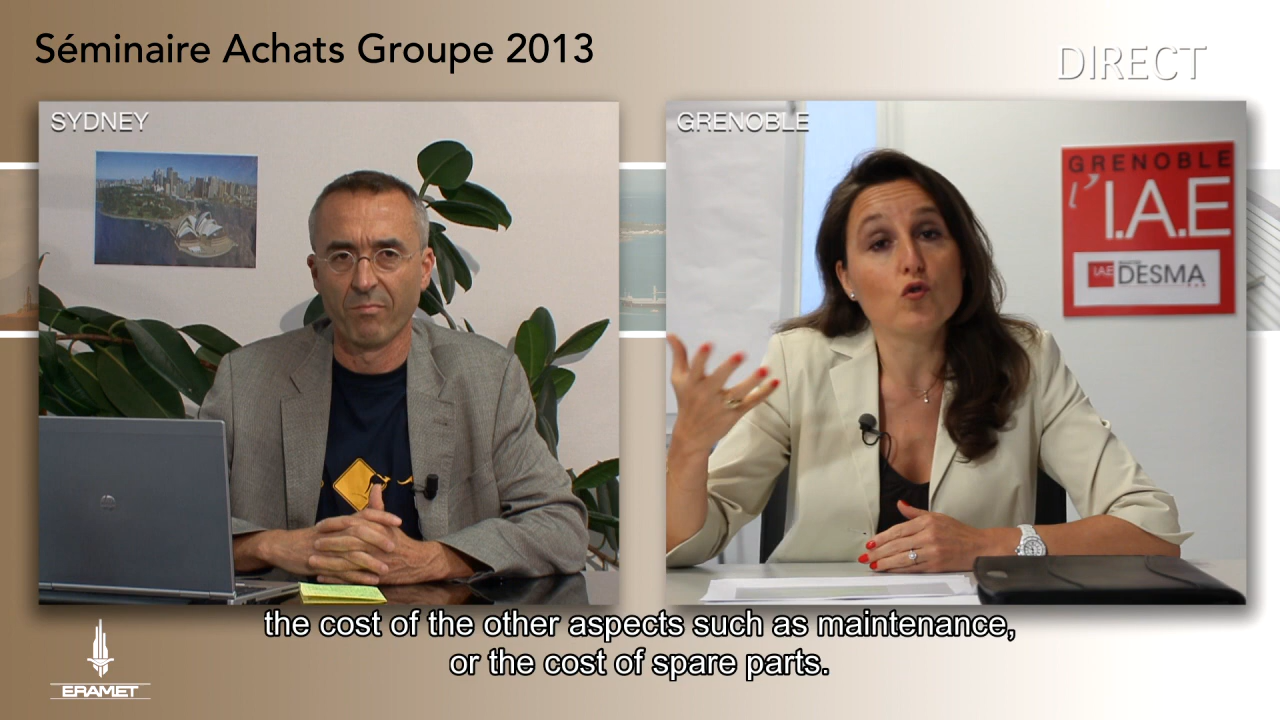 Séminaire Achats Groupe 2013
DIRECT
SYDNEY
GRENOBLE
GRENOBLE
l'I.A.E
IAE
DESMA
the cost of the other aspects such as maintenance,
or the cost of spare parts.
ERAMET